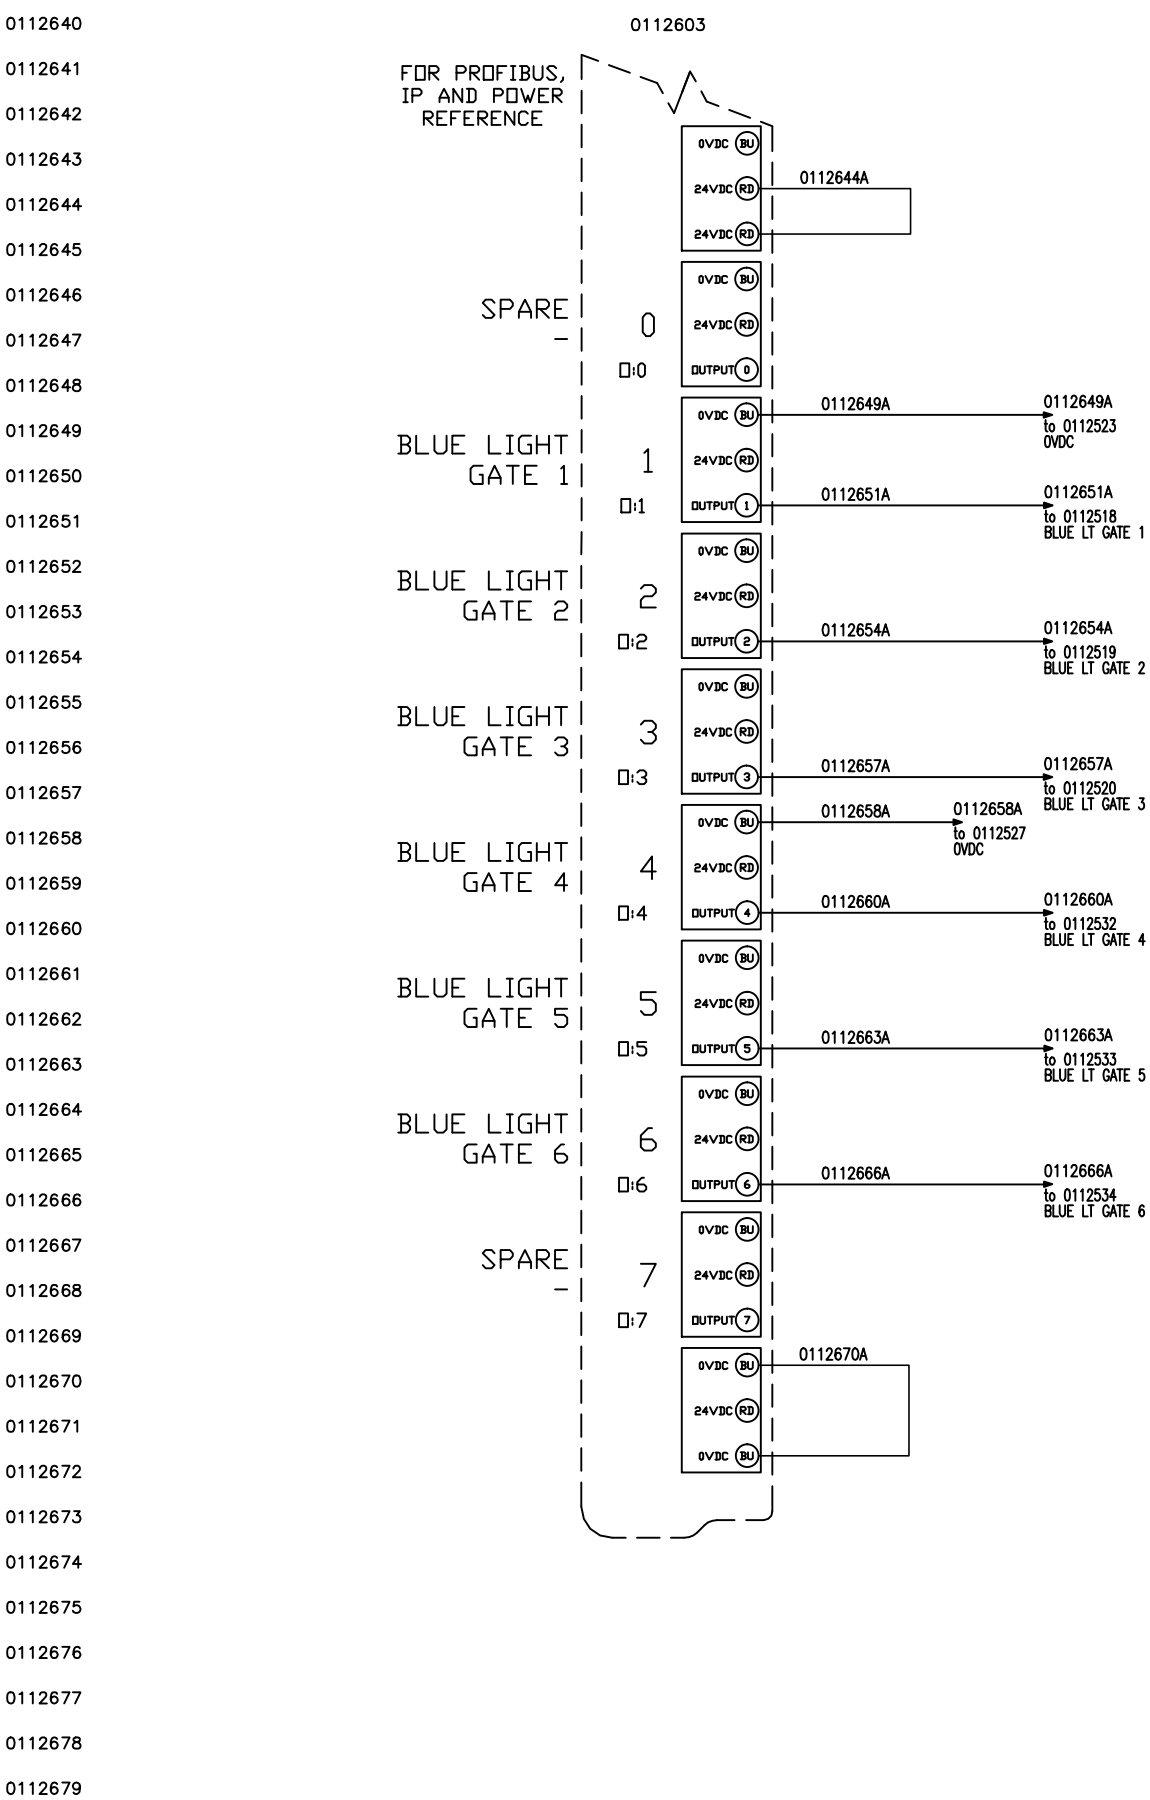 0112640
0112603
0112641
FOR PROFIBUS,
IP AND POWER
REFERENCE
0112642
0VDC BU
0112643
24VDC RD
0112644A
0112644
24VDC RD
0112645
0VDC BU
0112646
SPARE
-
0
24VDC RD
0112647
O:0
OUTPUT 0
0112648
0VDC BU
0112649A
0112649A
to 0112523
0VDC
0112649
BLUE LIGHT
GATE 1
1
24VDC RD
0112650
O:1
OUTPUT 1
0112651A
0112651A
to 0112518
BLUE LT GATE 1
0112651
0VDC BU
0112652
BLUE LIGHT
GATE 2
2
24VDC RD
0112653
O:2
OUTPUT 2
0112654A
0112654A
to 0112519
BLUE LT GATE 2
0112654
0VDC BU
0112655
BLUE LIGHT
GATE 3
3
24VDC RD
0112656
O:3
OUTPUT 3
0112657A
0112657A
to 0112520
BLUE LT GATE 3
0112657
0VDC BU
0112658A
0112658A
to 0112527
0VDC
0112658
BLUE LIGHT
GATE 4
4
24VDC RD
0112659
O:4
OUTPUT 4
0112660A
0112660A
to 0112532
BLUE LT GATE 4
0112660
0VDC BU
0112661
BLUE LIGHT
GATE 5
5
24VDC RD
0112662
O:5
OUTPUT 5
0112663A
0112663A
to 0112533
BLUE LT GATE 5
0112663
0VDC BU
0112664
BLUE LIGHT
GATE 6
6
24VDC RD
0112665
O:6
OUTPUT 6
0112666A
0112666A
to 0112534
BLUE LT GATE 6
0112666
0VDC BU
0112667
SPARE
-
7
24VDC RD
0112668
O:7
OUTPUT 7
0112669
0VDC BU
0112670A
0112670
24VDC RD
0112671
0VDC BU
0112672
0112673
0112674
0112675
0112676
0112677
0112678
0112679